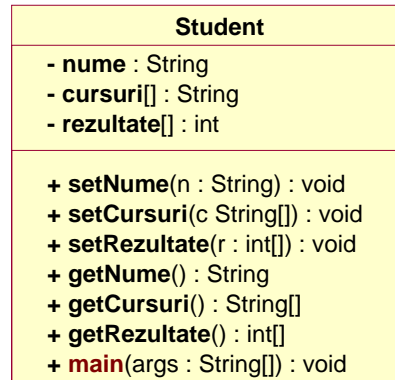 Student
- nume : String
- cursuri[] : String
- rezultate[] : int
+ setNume(n : String) : void
+ setCursuri(c String[]) : void
+ setRezultate(r : int[]) : void
+ getNume() : String
+ getCursuri() : String[]
+ getRezultate() : int[]
+ main(args : String[]) : void